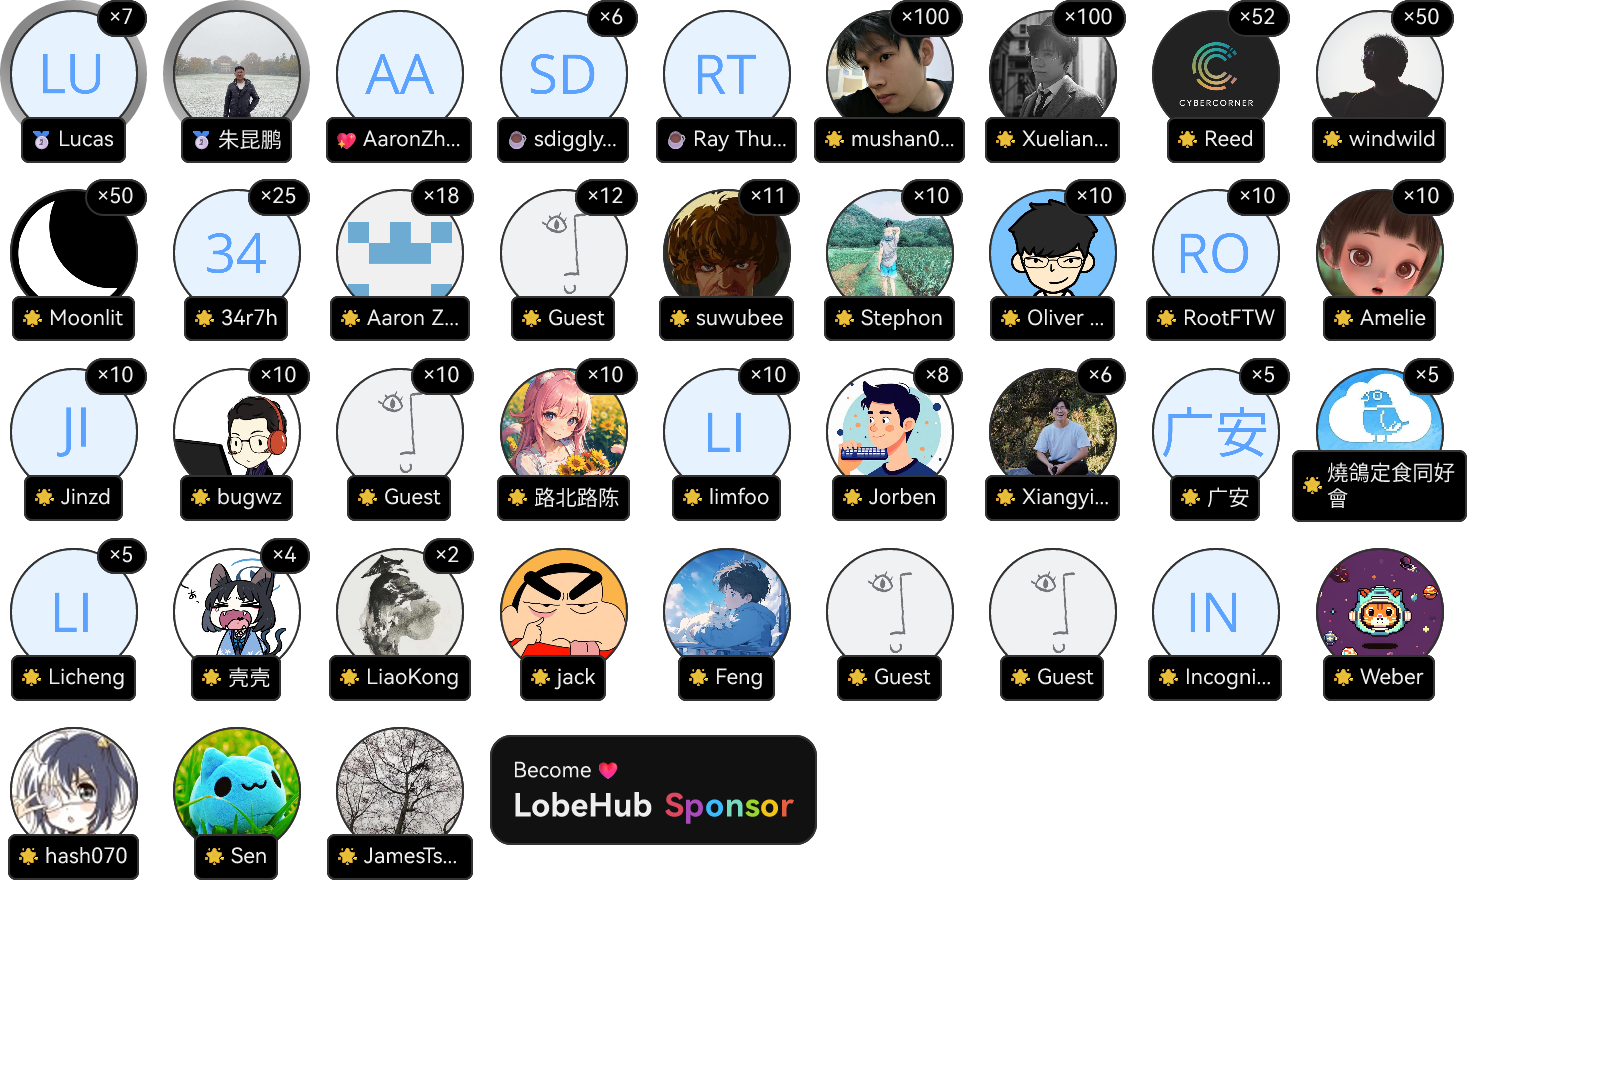 ×7
LU
Lucas
朱昆鹏
AA
AaronZh...
×6
SD
sdiggly...
RT
Ray Thu...
×100
mushan0...
×100
Xuelian...
×52
CYBERCORNER
Reed
×50
windwild
×50
Moonlit
×25
34
34r7h
×18
Aaron Z...
×12
Guest
×11
suwubee
×10
Stephon
×10
Oliver ...
×10
RO
RootFTW
×10
Amelie
×10
JI
Jinzd
×10
bugwz
×10
Guest
×10
路北路陈
×10
LI
limfoo
×8
Jorben
×6
Xiangyi...
×5
广安
广安
×5
燒鴿定食同好
會
×5
LI
Licheng
×4
壳壳
×2
LiaoKong
jack
Feng
Guest
Guest
IN
Incogni...
Weber
hash070
Sen
JamesTs...
Become
LobeHub Sponsor